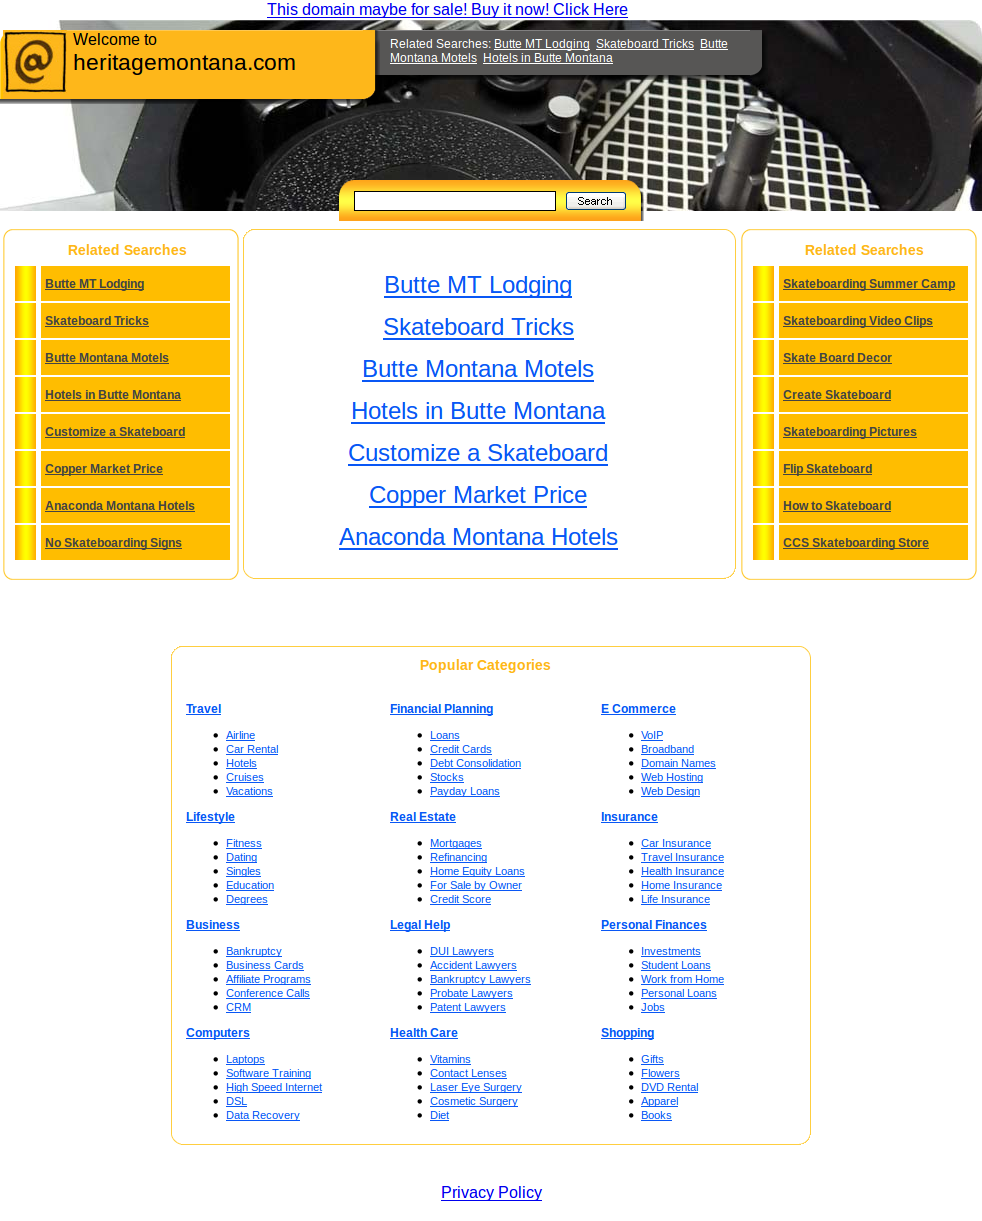 This domain maybe for sale! Buy it now! Click Here
@ Welcome to
heritagemontana.com
Related Searches: Butte MT Lodging Skateboard Tricks Butte
Montana Motels Hotels in Butte Montana
Search
Related Searches
Butte MT Lodging
Skateboard Tricks
Butte Montana Motels
Hotels in Butte Montana
Customize a Skateboard
Copper Market Price
Anaconda Montana Hotels
No Skateboarding Signs
Butte MT Lodging
Skateboard Tricks
Butte Montana Motels
Hotels in Butte Montana
Customize a Skateboard
Copper Market Price
Anaconda Montana Hotels
Related Searches
Skateboarding Summer Camp
Skateboarding Video Clips
Skate Board Decor
Create Skateboard
Skateboarding Pictures
Flip Skateboard
How to Skateboard
CCS Skateboarding Store
Popular Categories
Travel
Airline
Car Rental
Hotels
Cruises
Vacations
Financial Planning
Loans
Credit Cards
Debt Consolidation
Stocks
Payday Loans
E Commerce
VoIP
Broadband
Domain Names
Web Hosting
Web Design
Lifestyle
Fitness
Dating
Singles
Education
Degrees
Real Estate
Mortgages
Refinancing
Home Equity Loans
For Sale by Owner
Credit Score
Insurance
Car Insurance
Travel Insurance
Health Insurance
Home Insurance
Life Insurance
Business
Bankruptcy
Business Cards
Affiliate Programs
Conference Calls
CRM
Legal Help
DUI Lawyers
Accident Lawyers
Bankruptcy Lawyers
Probate Lawyers
Patent Lawyers
Personal Finances
Investments
Student Loans
Work from Home
Personal Loans
Jobs
Computers
Laptops
Software Training
High Speed Internet
DSL
Data Recovery
Health Care
Vitamins
Contact Lenses
Laser Eye Surgery
Cosmetic Surgery
Diet
Shopping
Gifts
Flowers
DVD Rental
Apparel
Books
Privacy Policy